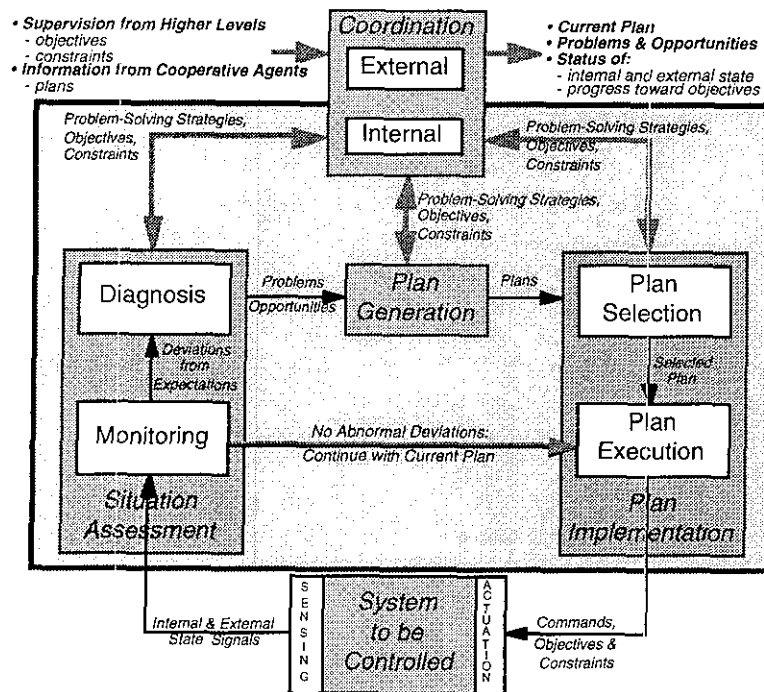 • Supervision from Higher Levels
- objectives
- constraints
• Information from Cooperative Agents
- plans
Coordination
External
Internal
• Current Plan
• Problems & Opportunities
• Status of:
- internal and external state
- progress toward objectives
Problem-Solving Strategies,
Objectives,
Constraints
Problem-Solving Strategies,
Objectives,
Constraints
Problem-Solving Strategies,
Objectives,
Constraints
Diagnosis
Problems
Opportunities
Plan
Generation
Plans
Plan
Selection
Deviations
from
Expectations
Selected
Plan
Monitoring
No Abnormal Deviations:
Continue with Current Plan
Plan
Execution
Situation
Assessment
Plan
Implementation
Internal & External
State Signals
SENSING
System
to be
Controlled
ACTUATION
Commands,
Objectives &
Constraints